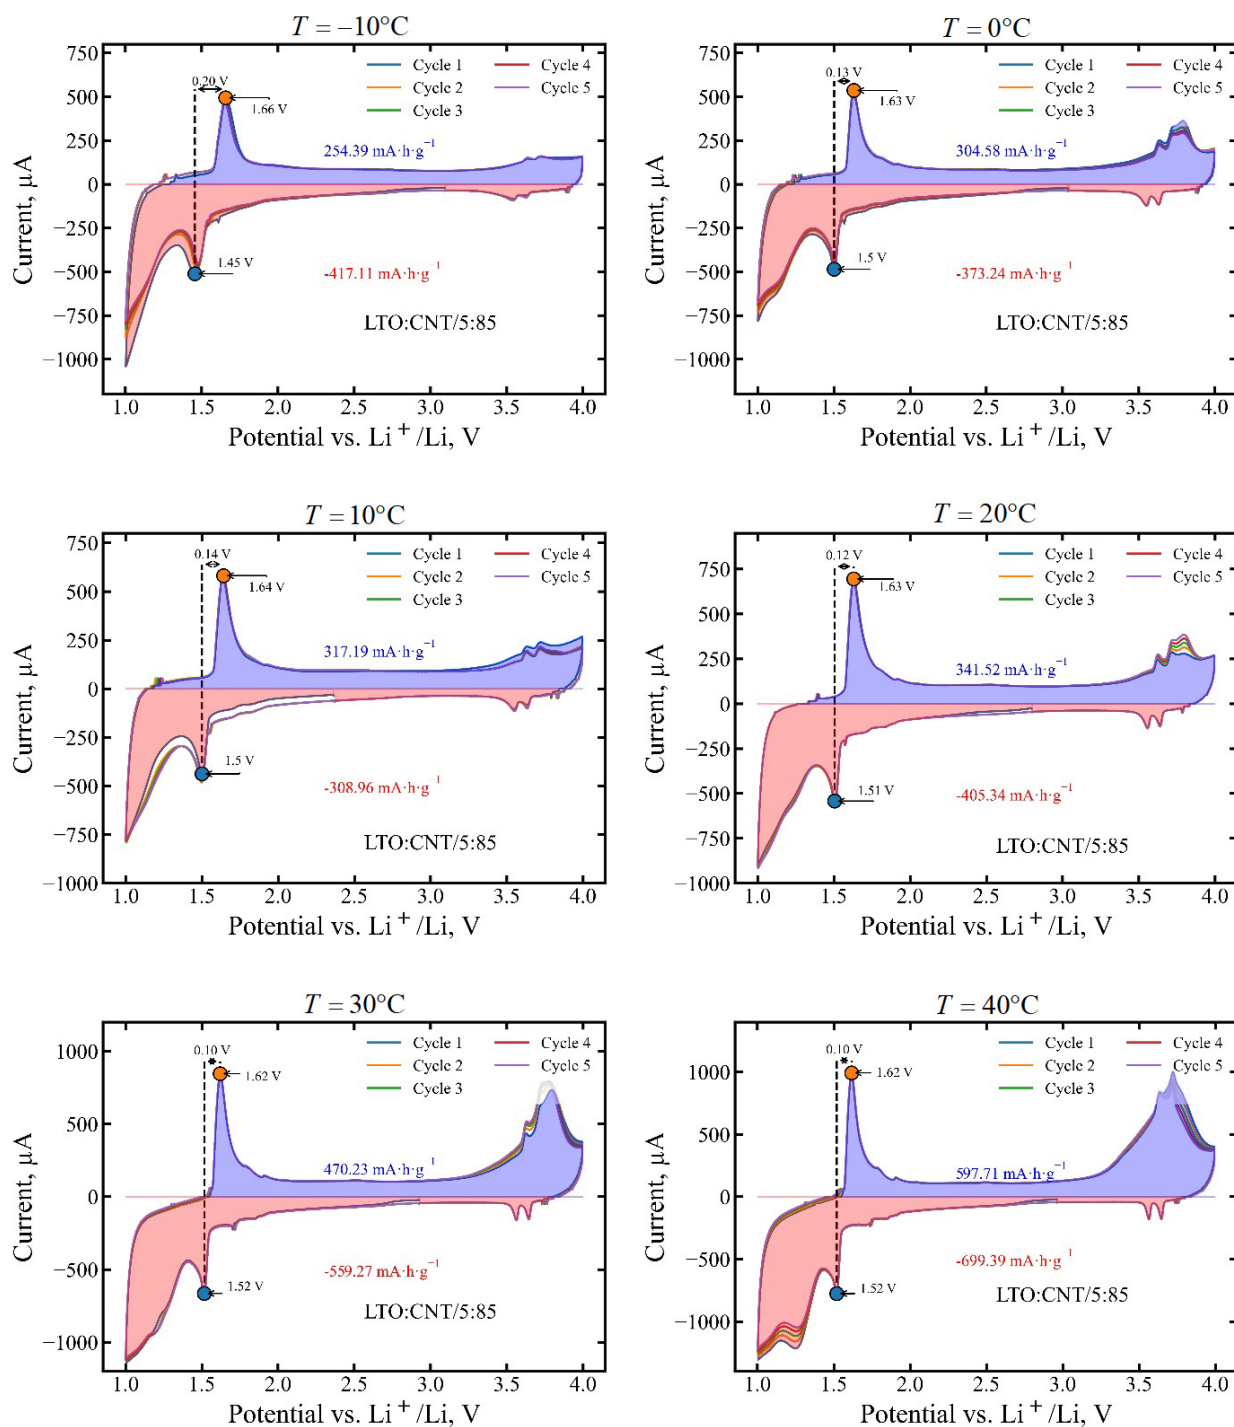 T = −10°C
750
500
250
0
−250
−500
−750
−1000
Current, µA
0.20 V
1.66 V
1.45 V
Cycle 1
Cycle 2
Cycle 3
Cycle 4
Cycle 5
254.39 mA·h·g⁻¹
-417.11 mA·h·g⁻¹
LTO:CNT/5:85
1.0 1.5 2.0 2.5 3.0 3.5 4.0
Potential vs. Li⁺/Li, V
T = 0°C
750
500
250
0
−250
−500
−750
−1000
Current, µA
0.13 V
1.63 V
1.5 V
Cycle 1
Cycle 2
Cycle 3
Cycle 4
Cycle 5
304.58 mA·h·g⁻¹
-373.24 mA·h·g⁻¹
LTO:CNT/5:85
1.0 1.5 2.0 2.5 3.0 3.5 4.0
Potential vs. Li⁺/Li, V
T = 10°C
750
500
250
0
−250
−500
−750
−1000
Current, µA
0.14 V
1.64 V
1.5 V
Cycle 1
Cycle 2
Cycle 3
Cycle 4
Cycle 5
317.19 mA·h·g⁻¹
-308.96 mA·h·g⁻¹
LTO:CNT/5:85
1.0 1.5 2.0 2.5 3.0 3.5 4.0
Potential vs. Li⁺/Li, V
T = 20°C
750
500
250
0
−250
−500
−750
−1000
Current, µA
0.12 V
1.63 V
1.51 V
Cycle 1
Cycle 2
Cycle 3
Cycle 4
Cycle 5
341.52 mA·h·g⁻¹
-405.34 mA·h·g⁻¹
LTO:CNT/5:85
1.0 1.5 2.0 2.5 3.0 3.5 4.0
Potential vs. Li⁺/Li, V
T = 30°C
1000
500
0
−500
−1000
Current, µA
0.10 V
1.62 V
1.52 V
Cycle 1
Cycle 2
Cycle 3
Cycle 4
Cycle 5
470.23 mA·h·g⁻¹
-559.27 mA·h·g⁻¹
LTO:CNT/5:85
1.0 1.5 2.0 2.5 3.0 3.5 4.0
Potential vs. Li⁺/Li, V
T = 40°C
1000
500
0
−500
−1000
Current, µA
0.10 V
1.62 V
1.52 V
Cycle 1
Cycle 2
Cycle 3
Cycle 4
Cycle 5
597.71 mA·h·g⁻¹
-699.39 mA·h·g⁻¹
LTO:CNT/5:85
1.0 1.5 2.0 2.5 3.0 3.5 4.0
Potential vs. Li⁺/Li, V